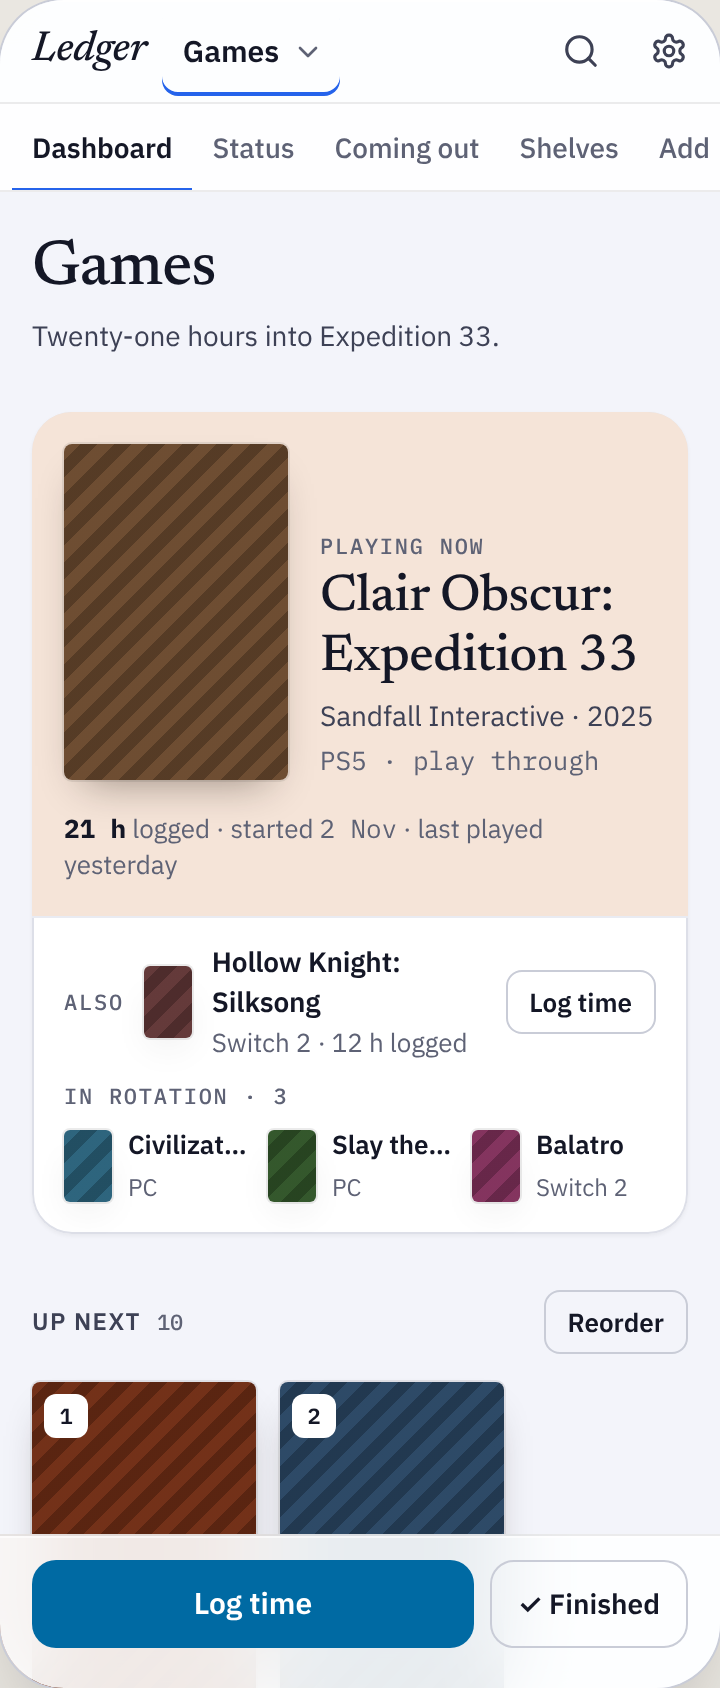 Ledger Games
Dashboard Status Coming out Shelves Add
Games
Twenty-one hours into Expedition 33.
PLAYING NOW
Clair Obscur:
Expedition 33
Sandfall Interactive · 2025
PS5 · play through
21 h logged · started 2 Nov · last played
yesterday
ALSO
Hollow Knight:
Silksong
Switch 2 · 12 h logged
Log time
IN ROTATION · 3
Civilizat...
PC
Slay the...
PC
Balatro
Switch 2
UP NEXT 10
Reorder
1
2
Log time
✓ Finished